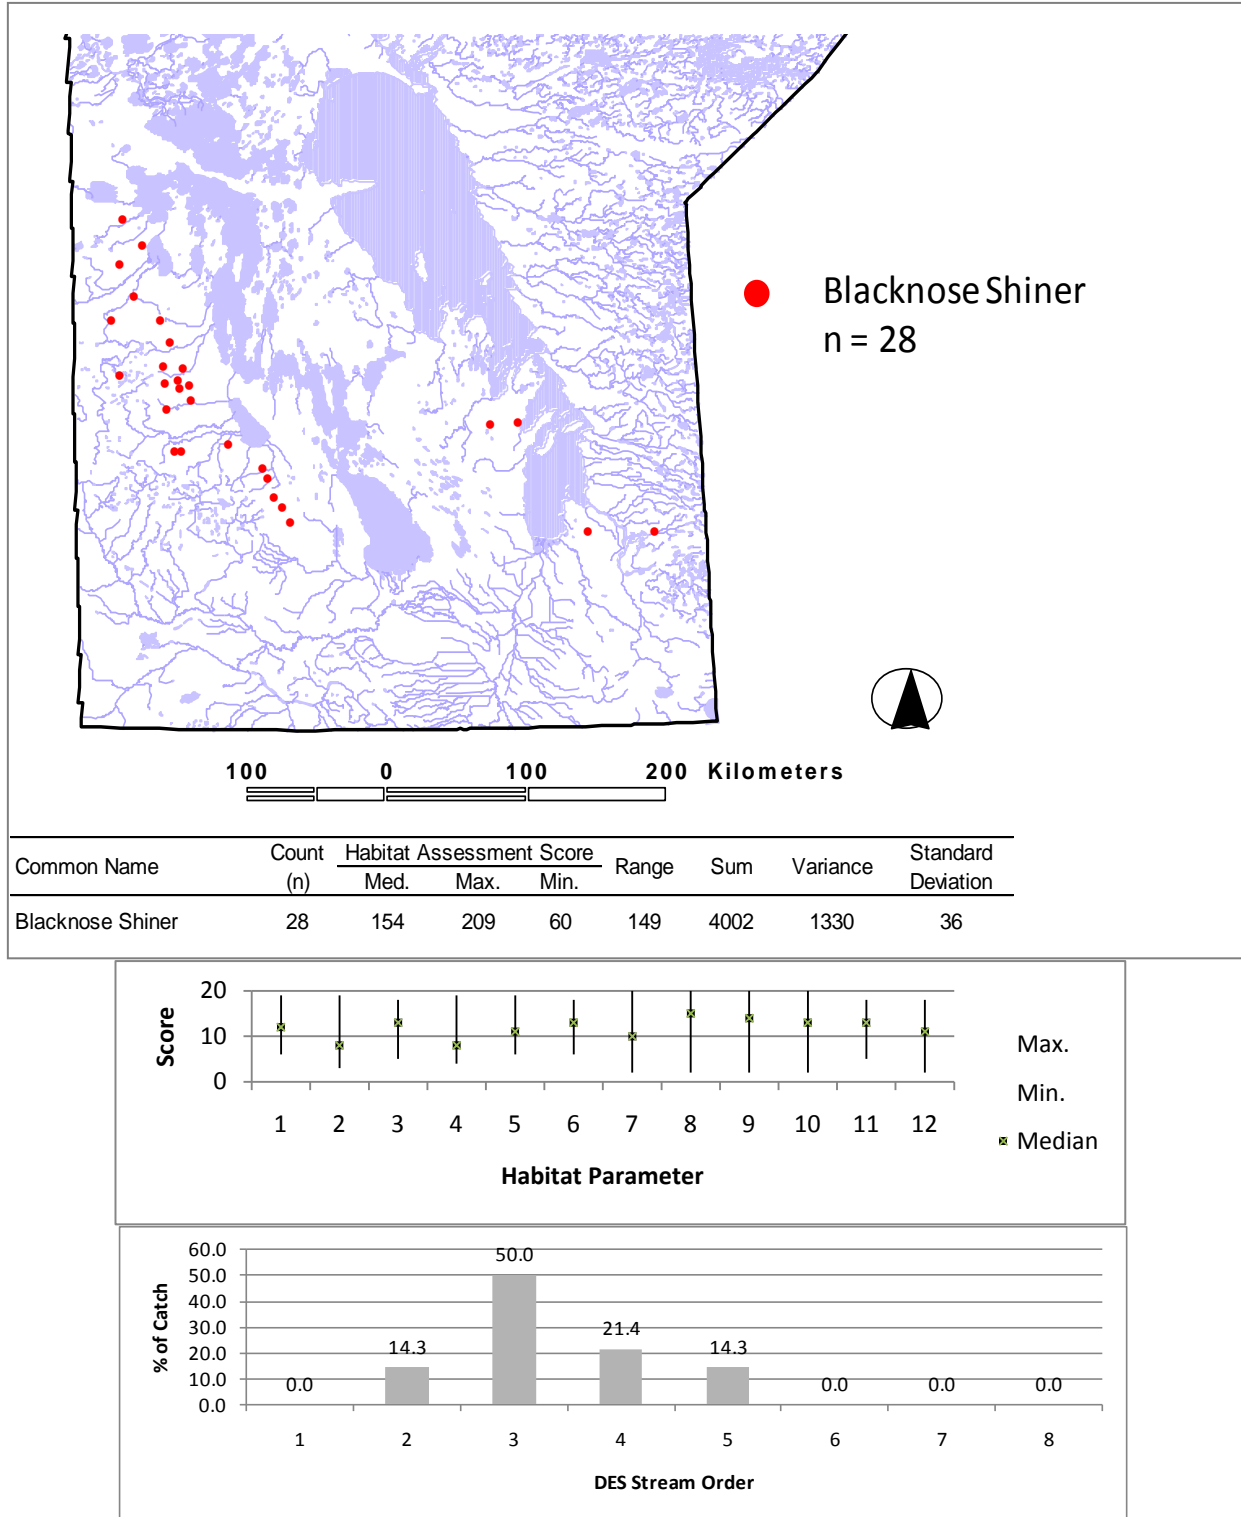 Blacknose Shiner
n = 28
100 0 100 200 Kilometers
Common Name Count (n) Habitat Assessment Score Range Sum Variance Standard Deviation
Med. Max. Min.
Blacknose Shiner 28 154 209 60 149 4002 1330 36
Score
20
10
0
1 2 3 4 5 6 7 8 9 10 11 12
Habitat Parameter
Max.
Min.
Median
% of Catch
60.0
50.0
40.0
30.0
20.0
10.0
0.0
0.0 14.3 50.0 21.4 14.3 0.0 0.0 0.0
1 2 3 4 5 6 7 8
DES Stream Order